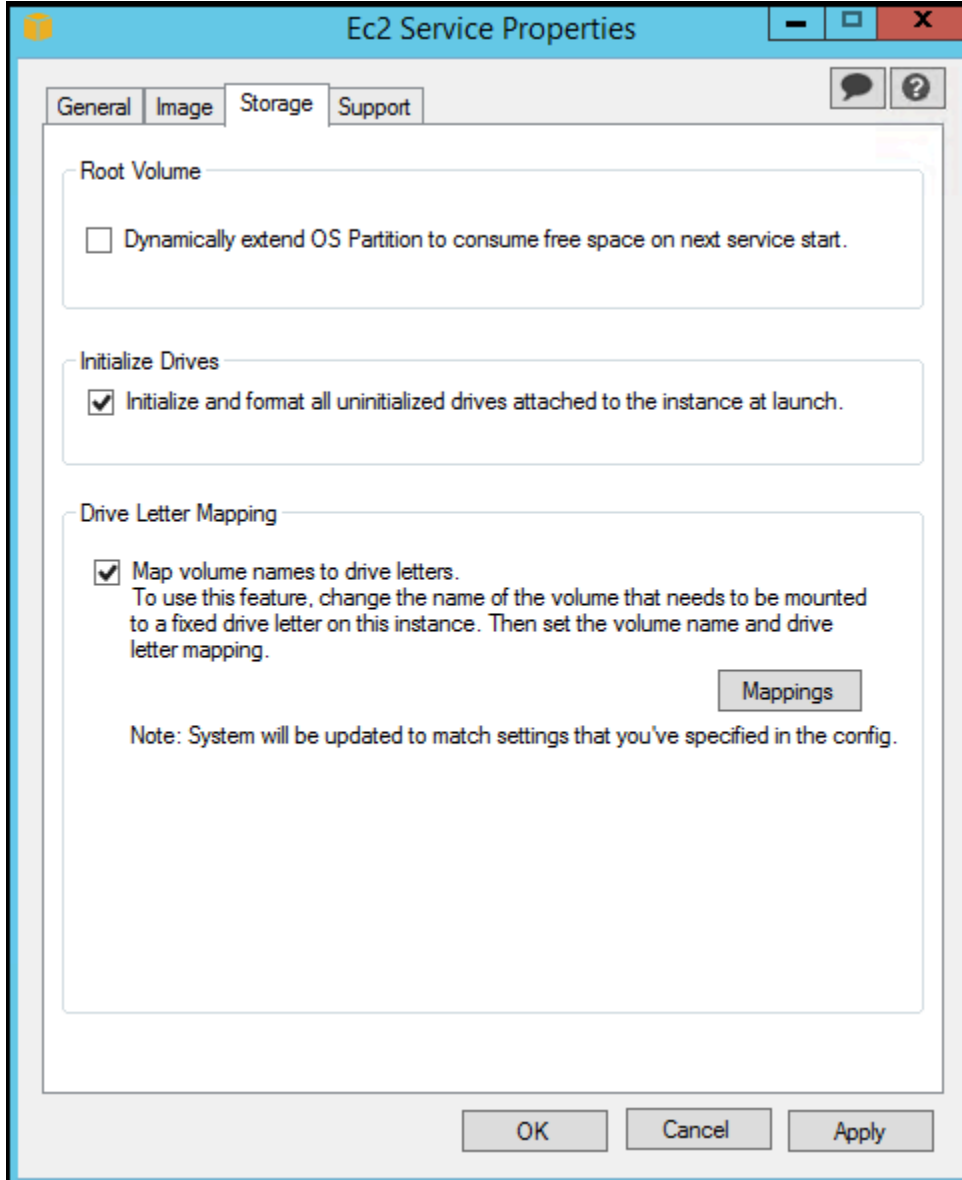 Ec2 Service Properties
General
Image
Storage
Support
Root Volume
Dynamically extend OS Partition to consume free space on next service start.
Initialize Drives
Initialize and format all uninitialized drives attached to the instance at launch.
Drive Letter Mapping
Map volume names to drive letters.
To use this feature, change the name of the volume that needs to be mounted
to a fixed drive letter on this instance. Then set the volume name and drive
letter mapping.
Mappings
Note: System will be updated to match settings that you've specified in the config.
OK
Cancel
Apply